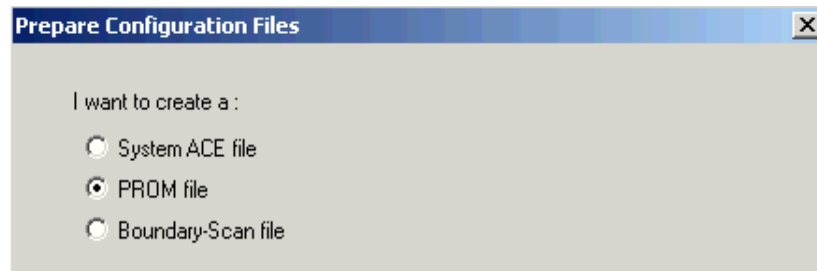 Prepare Configuration Files
I want to create a :
System ACE file
PROM file
Boundary-Scan file